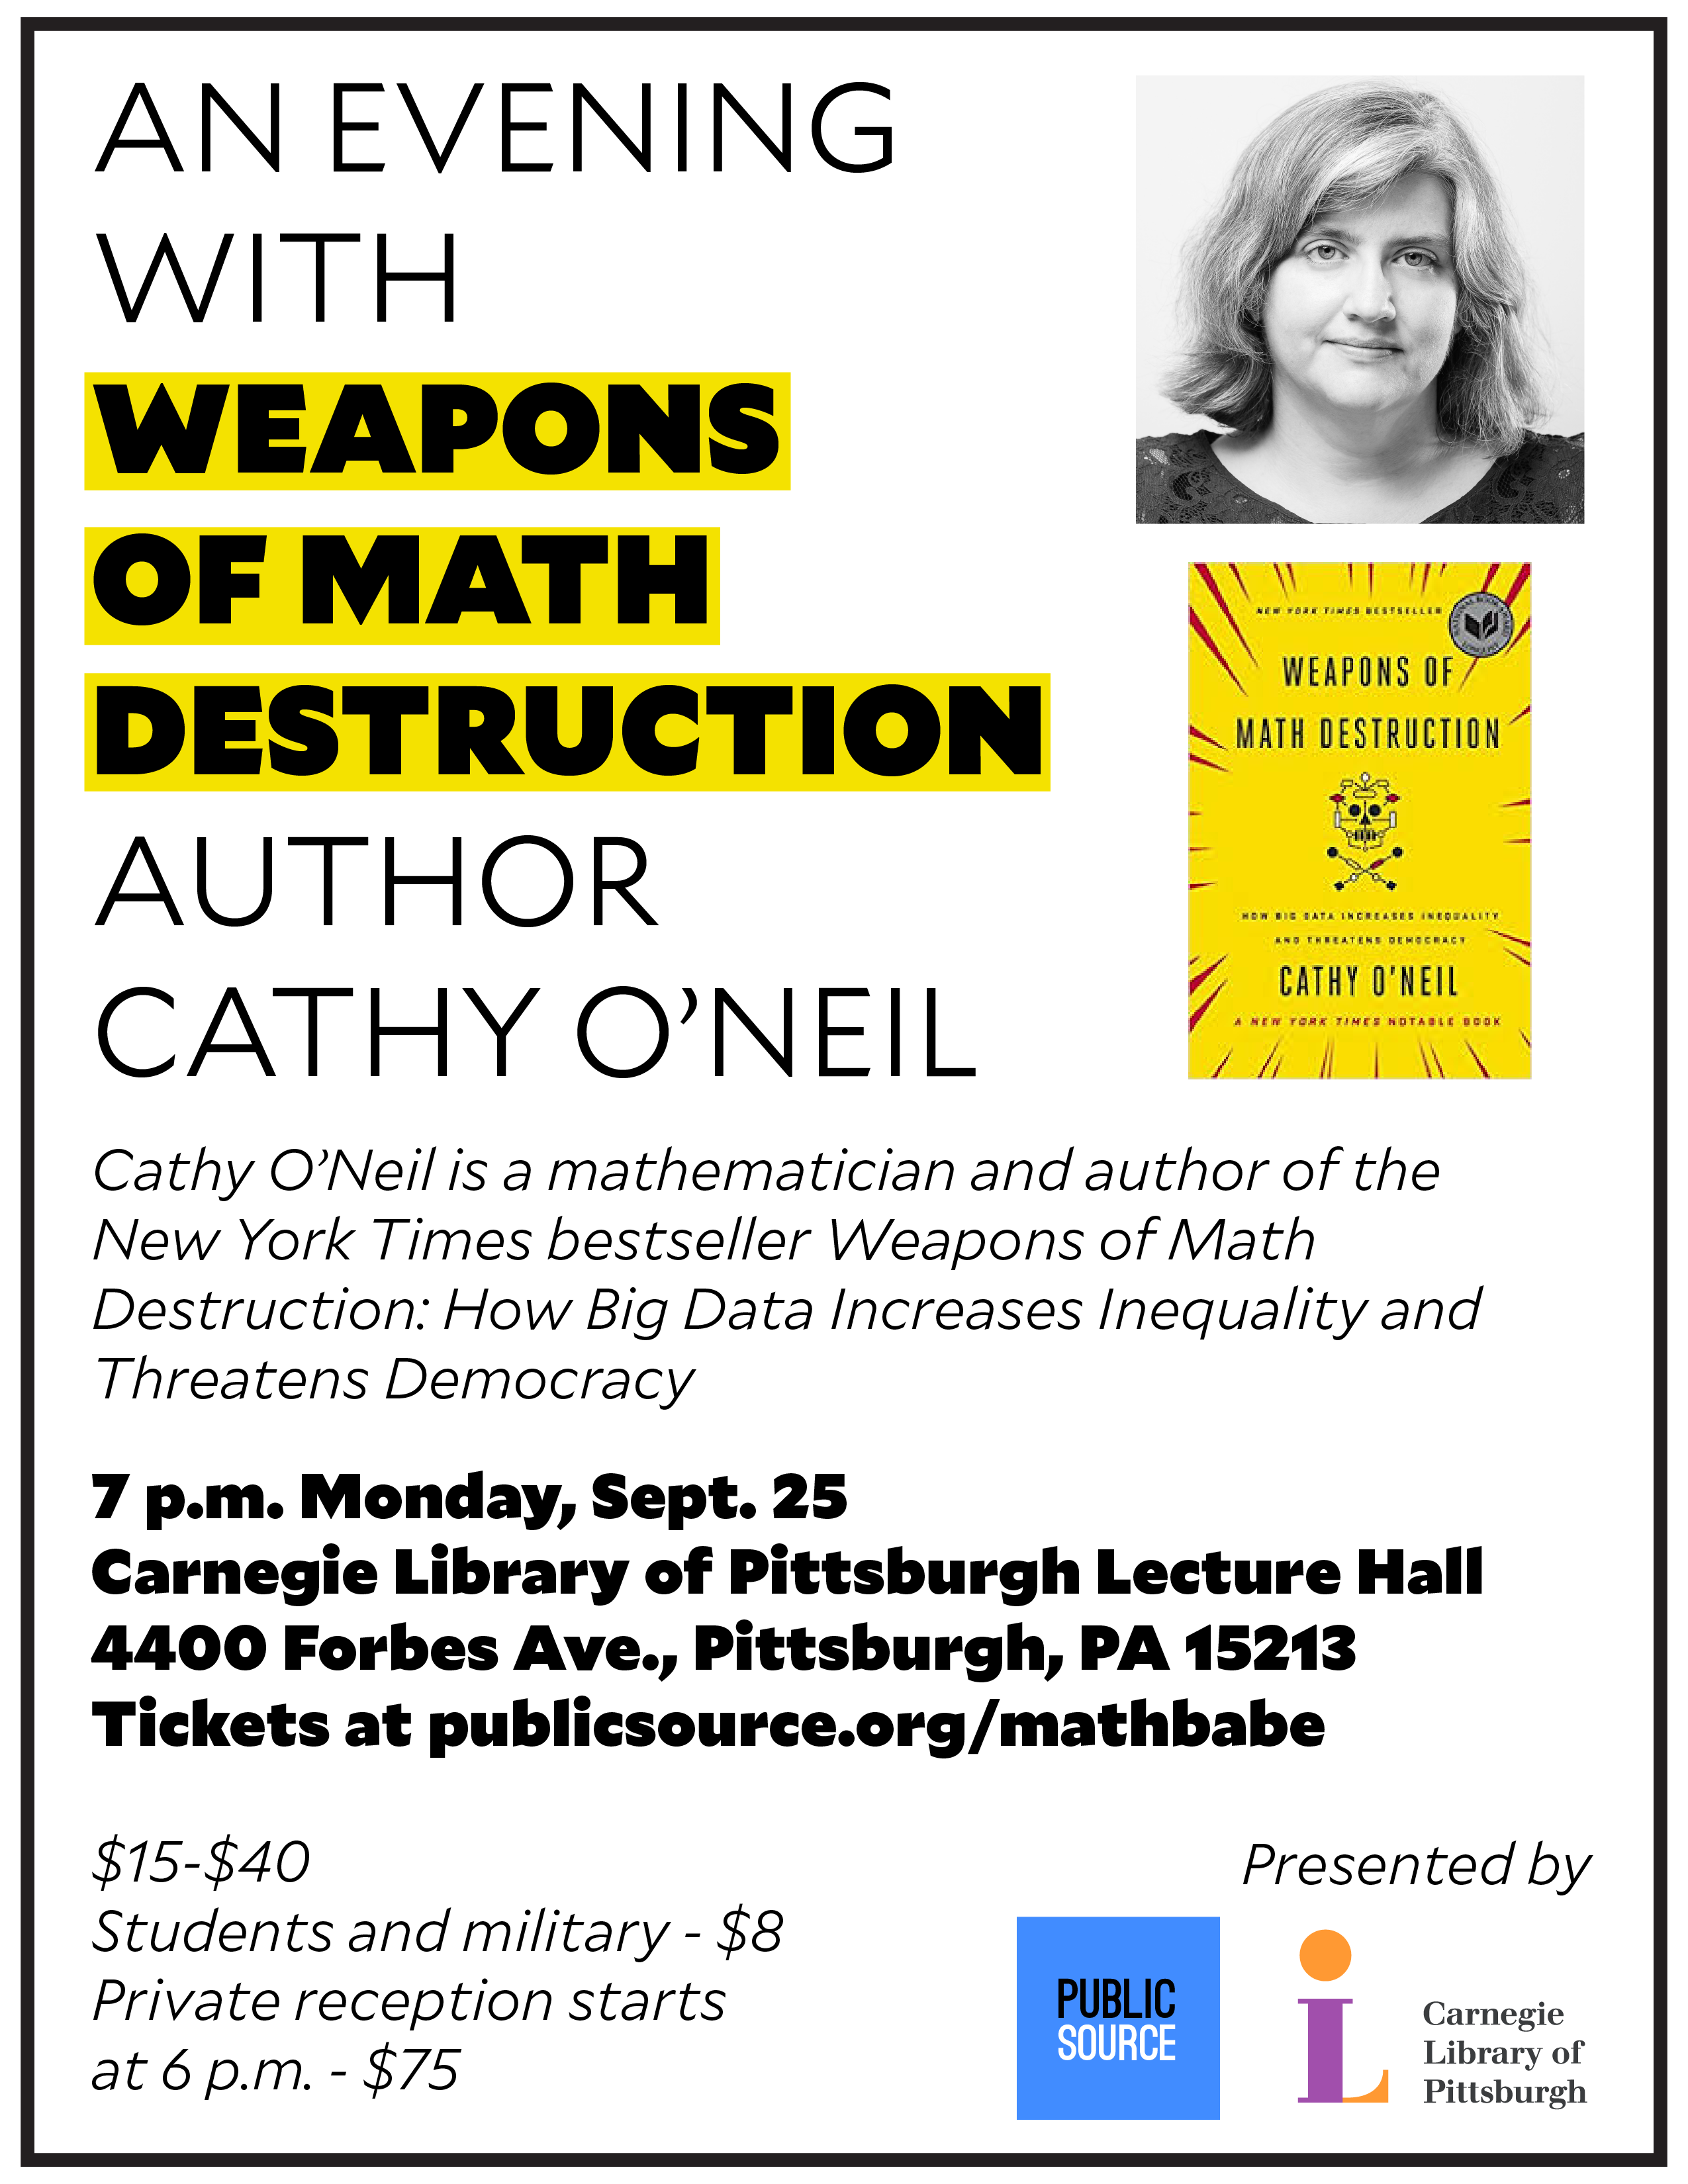 AN EVENING
WITH
WEAPONS
OF MATH
DESTRUCTION
AUTHOR
CATHY O’NEIL
NEW YORK TIMES BESTSELLER
WEAPONS OF
MATH DESTRUCTION
HOW BIG DATA INCREASES INEQUALITY
AND THREATENS DEMOCRACY
CATHY O'NEIL
A NEW YORK TIMES NOTABLE BOOK
Cathy O’Neil is a mathematician and author of the
New York Times bestseller Weapons of Math
Destruction: How Big Data Increases Inequality and
Threatens Democracy
7 p.m. Monday, Sept. 25
Carnegie Library of Pittsburgh Lecture Hall
4400 Forbes Ave., Pittsburgh, PA 15213
Tickets at publicsource.org/mathbabe
$15-$40
Students and military - $8
Private reception starts
at 6 p.m. - $75
Presented by
PUBLIC
SOURCE
Carnegie
Library of
Pittsburgh